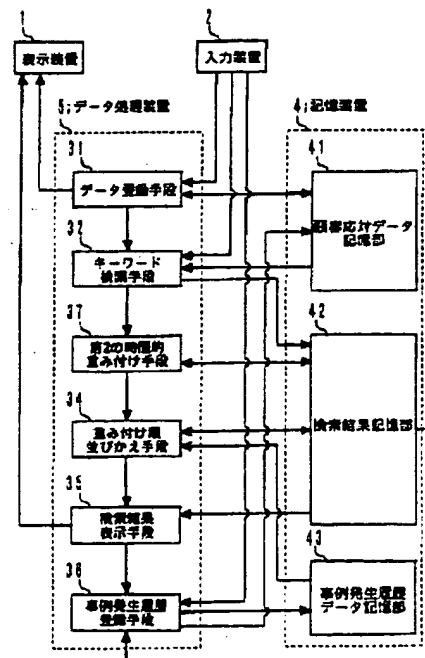 1
2
表示装置
入力装置
5;データ処理装置
4;記憶装置
31
データ登録手段
41
顧客応対データ
記憶部
32
キーワード
検索手段
37
第2の時間的
重み付け手段
42
検索結果記憶部
34
重み付け順
並びかえ手段
35
検索結果
表示手段
43
事例発生履歴
データ記憶部
36
事例発生履歴
登録手段